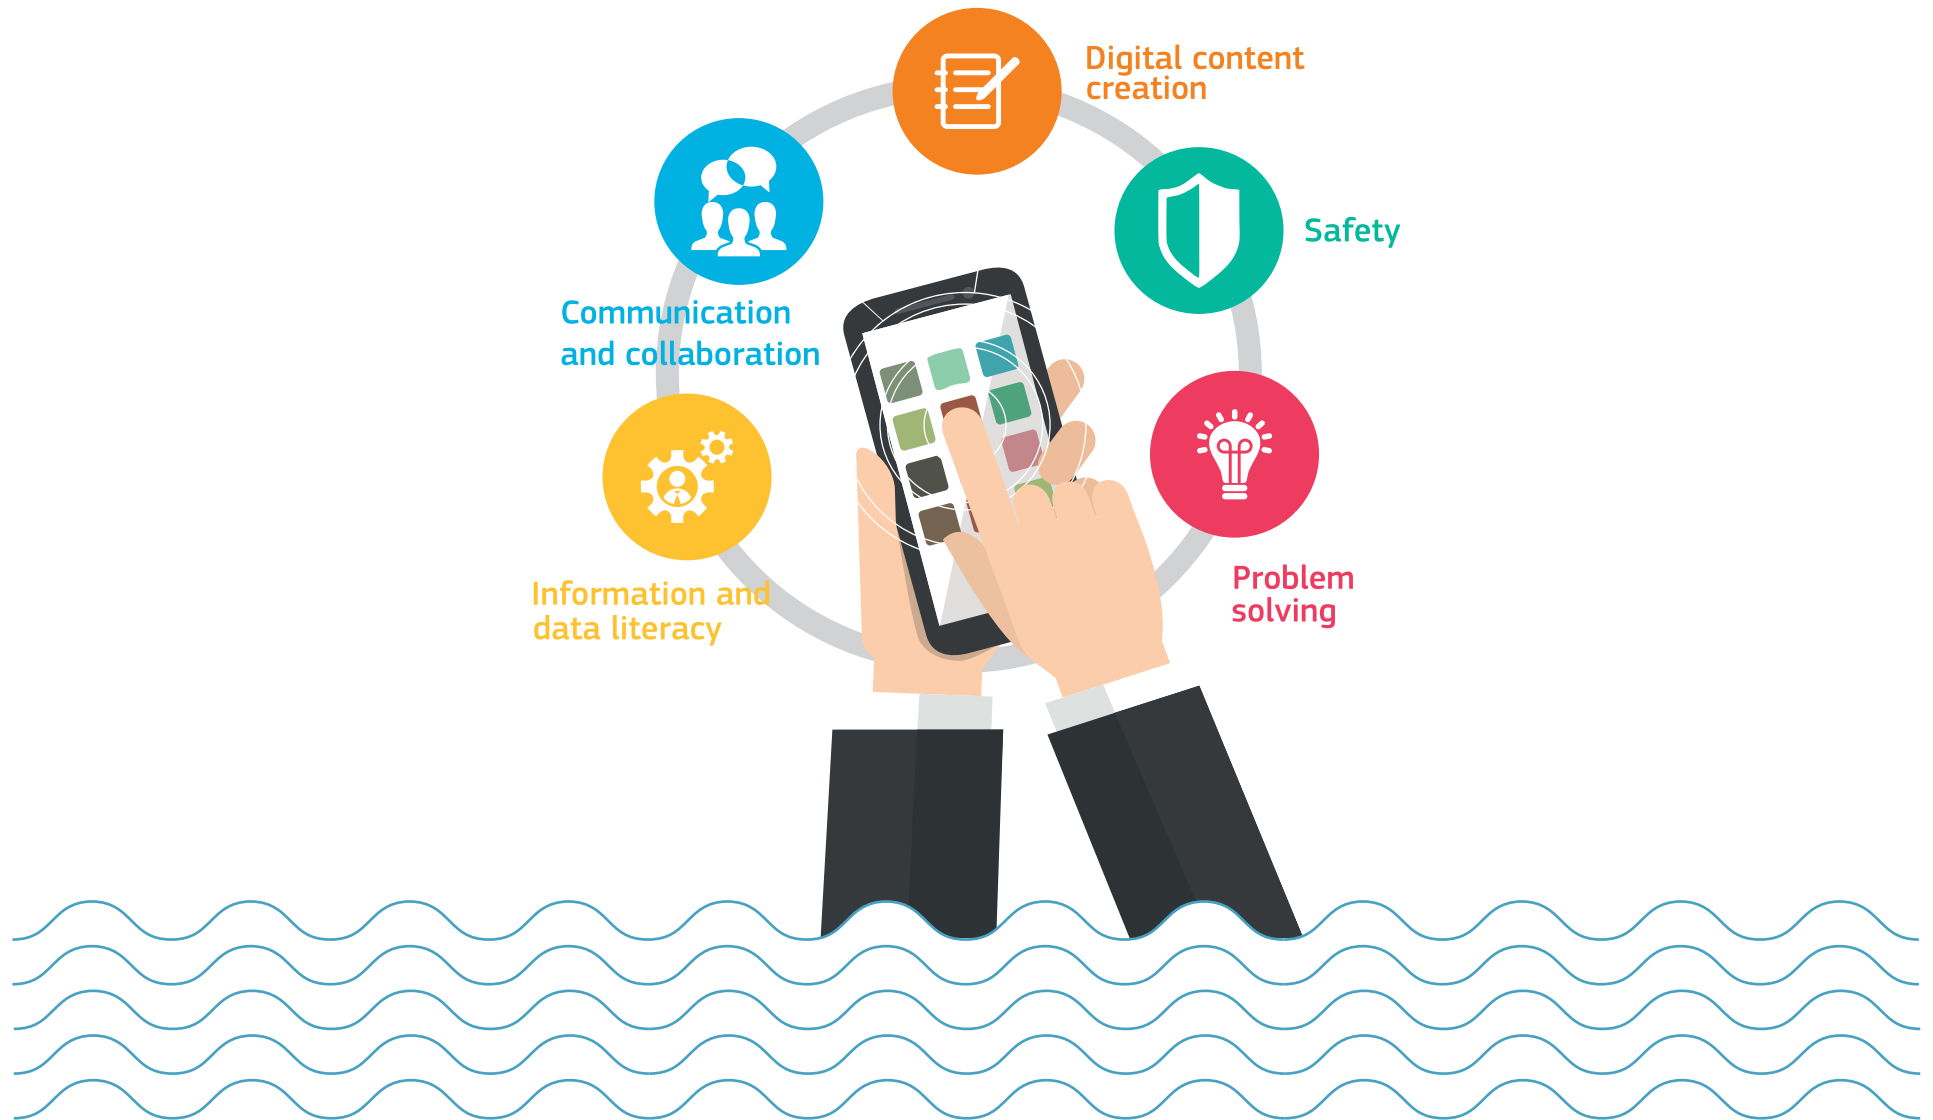 Digital content
creation
Safety
Communication
and collaboration
Problem
solving
Information and
data literacy